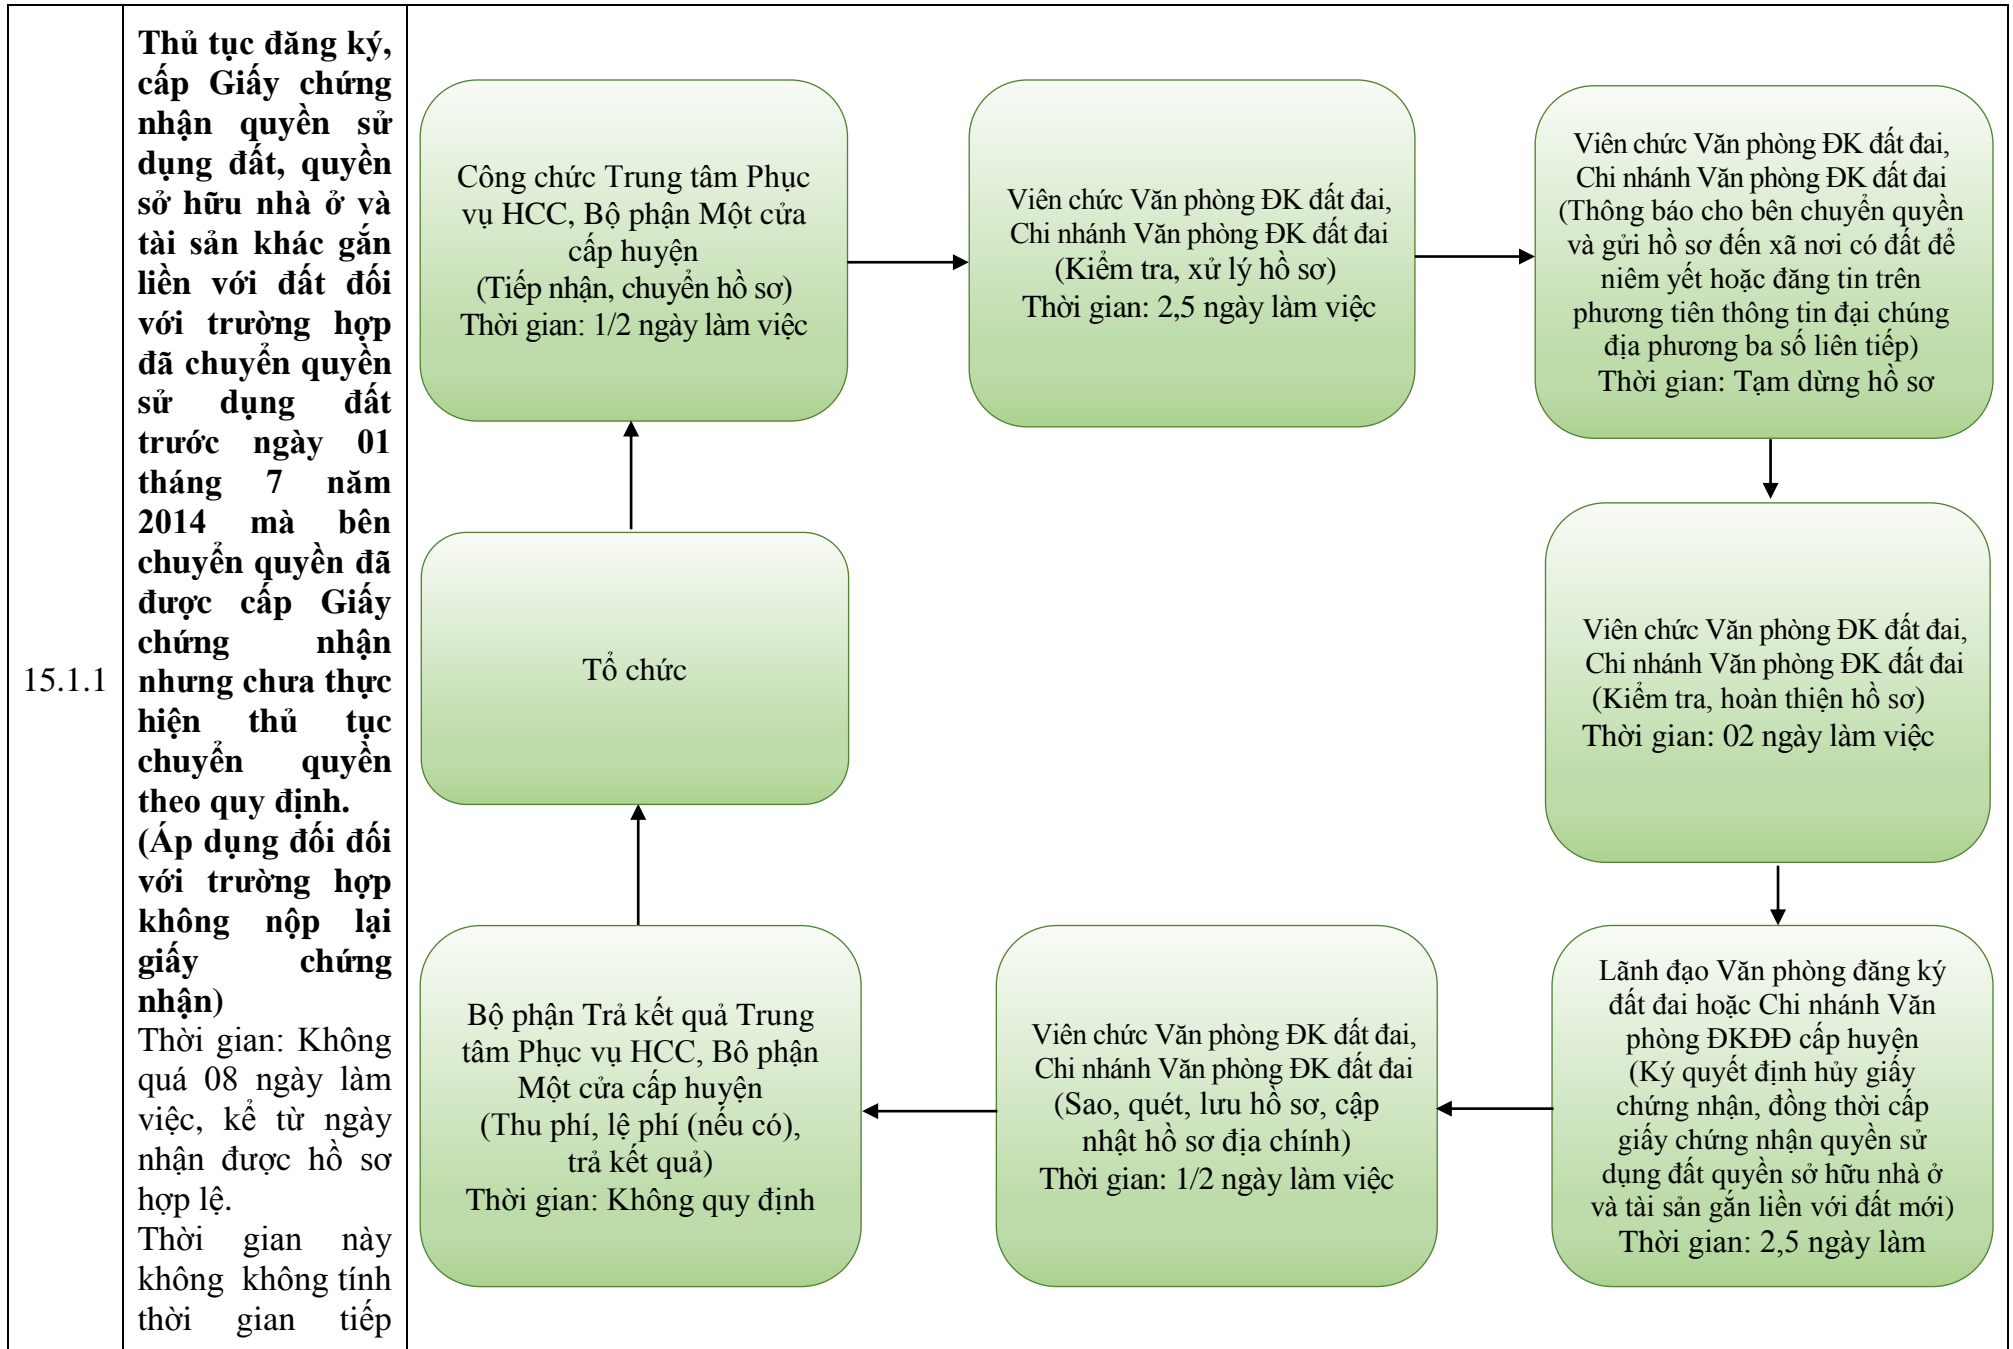 15.1.1
Thủ tục đăng ký,
cấp Giấy chứng
nhận quyền sử
dụng đất, quyền
sở hữu nhà ở và
tài sản khác gắn
liền với đất đối
với trường hợp
đã chuyển quyền
sử dụng đất
trước ngày 01
tháng 7 năm
2014 mà bên
chuyển quyền đã
được cấp Giấy
chứng nhận
nhưng chưa thực
hiện thủ tục
chuyển quyền
theo quy định.
(Áp dụng đối đối
với trường hợp
không nộp lại
giấy chứng
nhận)
Thời gian: Không
quá 08 ngày làm
việc, kể từ ngày
nhận được hồ sơ
hợp lệ.
Thời gian này
không không tính
thời gian tiếp
Công chức Trung tâm Phục
vụ HCC, Bộ phận Một cửa
cấp huyện
(Tiếp nhận, chuyển hồ sơ)
Thời gian: 1/2 ngày làm việc
Viên chức Văn phòng ĐK đất đai,
Chi nhánh Văn phòng ĐK đất đai
(Kiểm tra, xử lý hồ sơ)
Thời gian: 2,5 ngày làm việc
Viên chức Văn phòng ĐK đất đai,
Chi nhánh Văn phòng ĐK đất đai
(Thông báo cho bên chuyển quyền
và gửi hồ sơ đến xã nơi có đất để
niêm yết hoặc đăng tin trên
phương tiên thông tin đại chúng
địa phương ba số liên tiếp)
Thời gian: Tạm dừng hồ sơ
Viên chức Văn phòng ĐK đất đai,
Chi nhánh Văn phòng ĐK đất đai
(Kiểm tra, hoàn thiện hồ sơ)
Thời gian: 02 ngày làm việc
Lãnh đạo Văn phòng đăng ký
đất đai hoặc Chi nhánh Văn
phòng ĐKĐĐ cấp huyện
(Ký quyết định hủy giấy
chứng nhận, đồng thời cấp
giấy chứng nhận quyền sử
dụng đất quyền sở hữu nhà ở
và tài sản gắn liền với đất mới)
Thời gian: 2,5 ngày làm
Viên chức Văn phòng ĐK đất đai,
Chi nhánh Văn phòng ĐK đất đai
(Sao, quét, lưu hồ sơ, cập
nhật hồ sơ địa chính)
Thời gian: 1/2 ngày làm việc
Bộ phận Trả kết quả Trung
tâm Phục vụ HCC, Bô phận
Một cửa cấp huyện
(Thu phí, lệ phí (nếu có),
trả kết quả)
Thời gian: Không quy định
Tổ chức